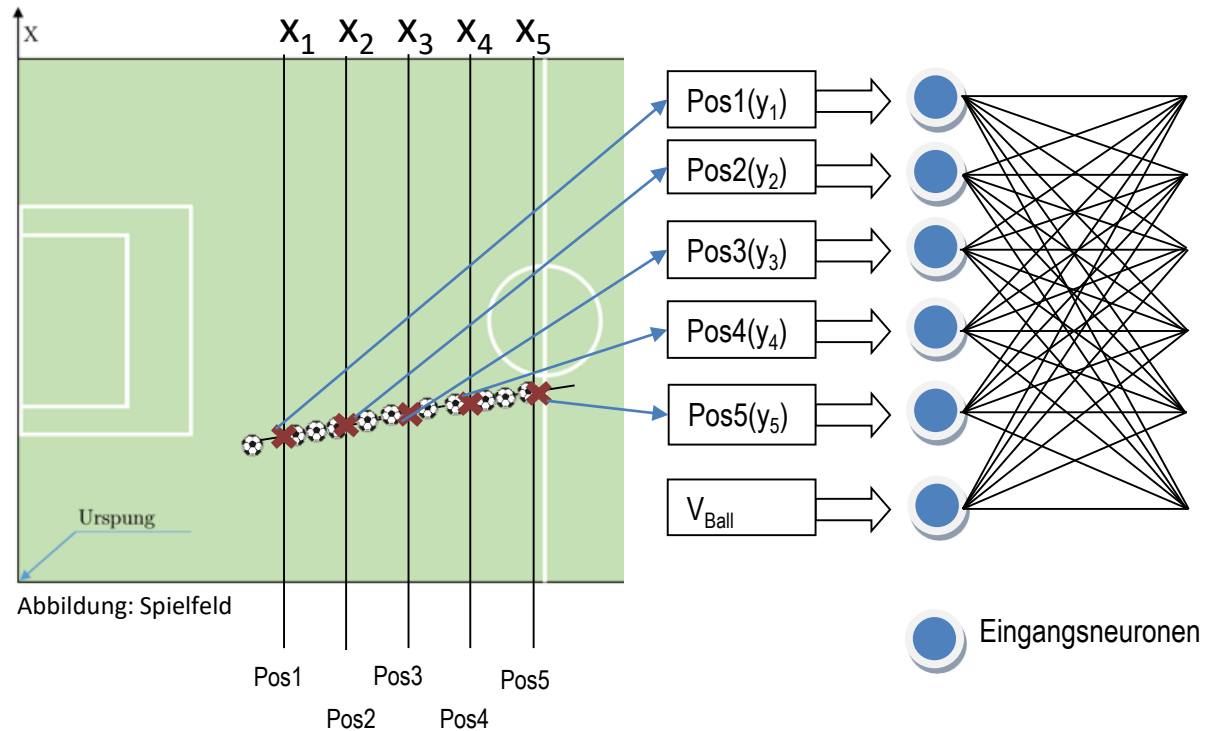 X
x₁ x₂ x₃ x₄ x₅
Pos1(y₁)
Pos2(y₂)
Pos3(y₃)
Pos4(y₄)
Pos5(y₅)
V_Ball
Urspung
Abbildung: Spielfeld
Pos1 Pos3 Pos5
Pos2 Pos4
Eingangsneuronen